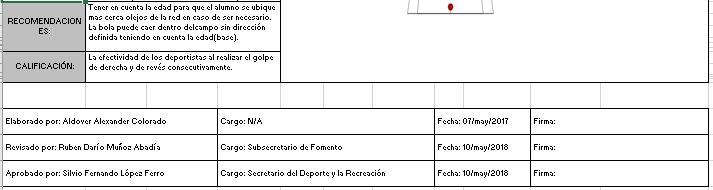 RECOMENDACION
ES:
Tener en cuenta la edad para que el alumno se ubique
mas cerca olejos de la red en caso de ser necesario.
La bola puede caer dentro delcampo sin dirección
definida teniendo en cuenta la edad(base).
CALIFICACIÓN:
La efectividad de los deportistas al realizar el golpe
de derecha y de revés consecutivamente.
Elaborado por: Aldover Alexander Colorado Cargo: N/A Fecha: 07/may/2017 Firma:
Revisado por: Ruben Darío Muñoz Abadía Cargo: Subsecretario de Fomento Fecha: 10/may/2018 Firma:
Aprobado por: Silvio Fernando López Ferro Cargo: Secretario del Deporte y la Recreación Fecha: 10/may/2018 Firma: